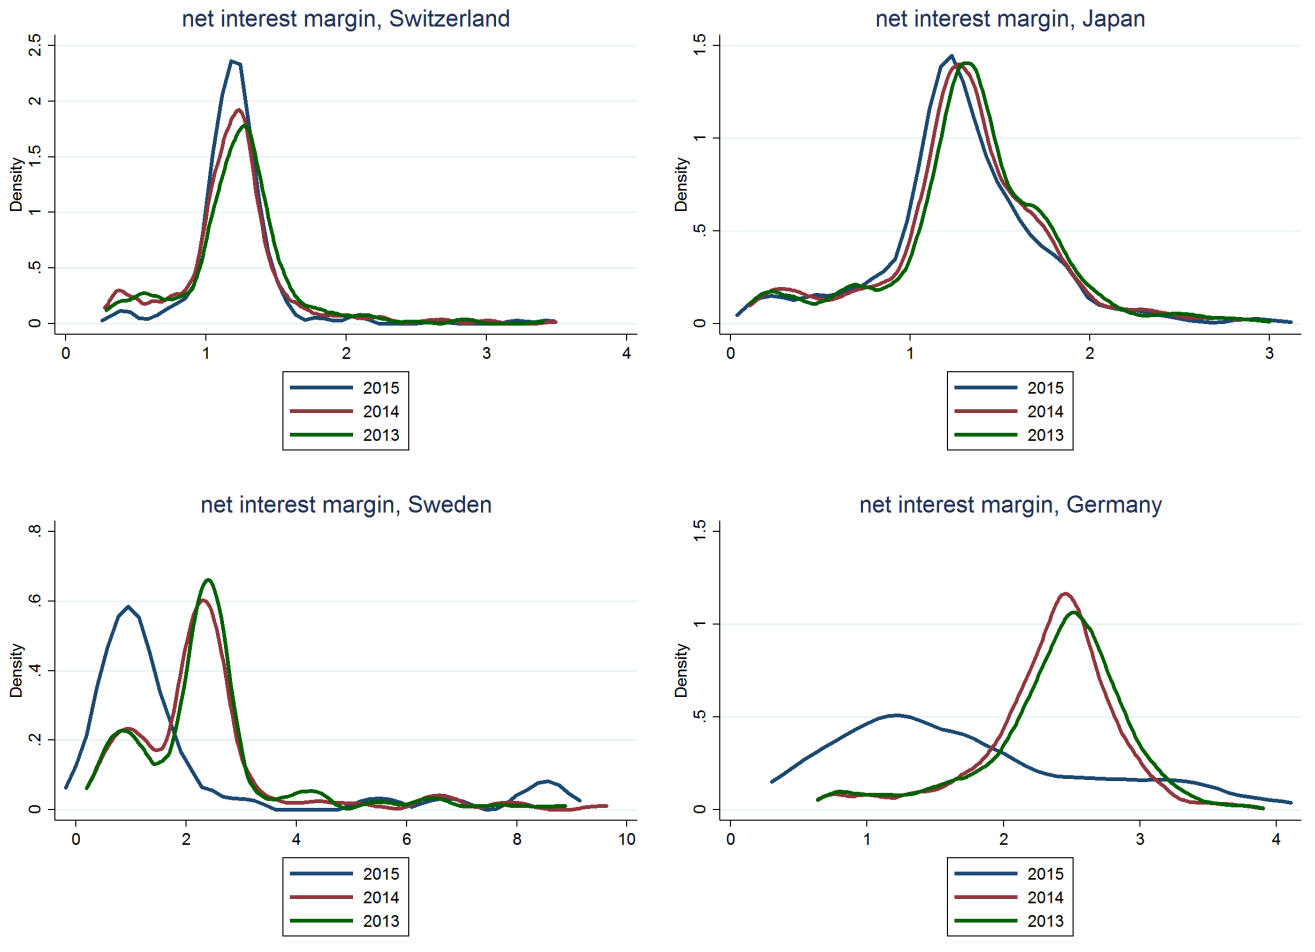 net interest margin, Switzerland
Density
2.5
2
1.5
1
.5
0
0 1 2 3 4
2015
2014
2013
net interest margin, Japan
Density
1.5
1
.5
0
0 1 2 3
2015
2014
2013
net interest margin, Sweden
Density
.8
.6
.4
.2
0
0 2 4 6 8 10
2015
2014
2013
net interest margin, Germany
Density
1.5
1
.5
0
0 1 2 3 4
2015
2014
2013